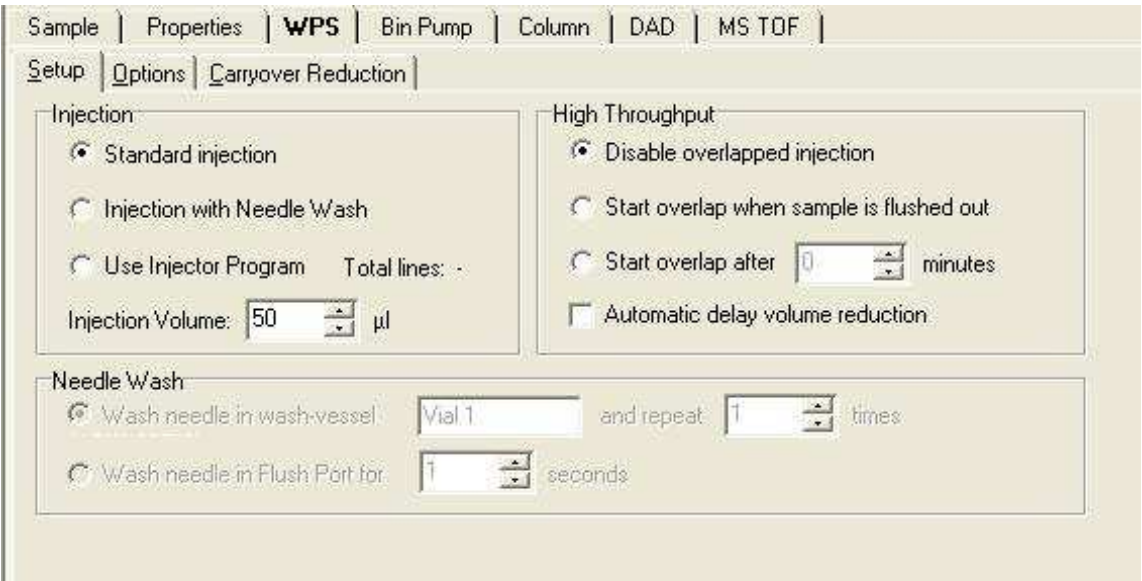 Sample Properties WPS Bin Pump Column DAD MS TOF
Setup Options Carryover Reduction
Injection
Standard injection
Injection with Needle Wash
Use Injector Program Total lines: -
Injection Volume: 50 µl
High Throughput
Disable overlapped injection
Start overlap when sample is flushed out
Start overlap after 0 minutes
Automatic delay volume reduction
Needle Wash
Wash needle in wash-vessel Vial 1 and repeat 1 times
Wash needle in Flush Port for 1 seconds